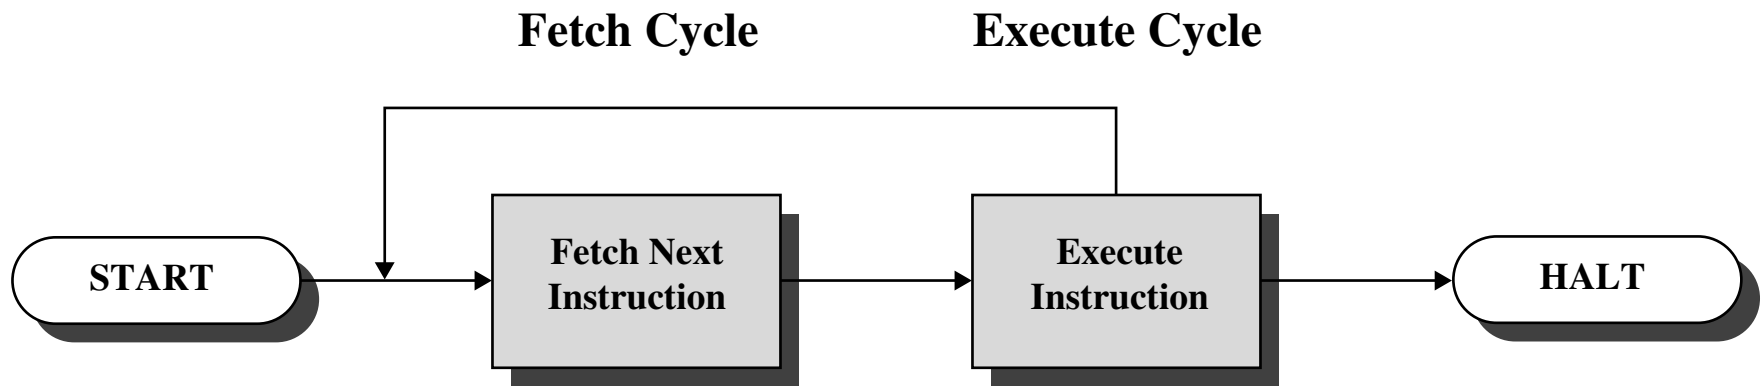 Fetch Cycle
Execute Cycle
START
Fetch Next
Instruction
Execute
Instruction
HALT